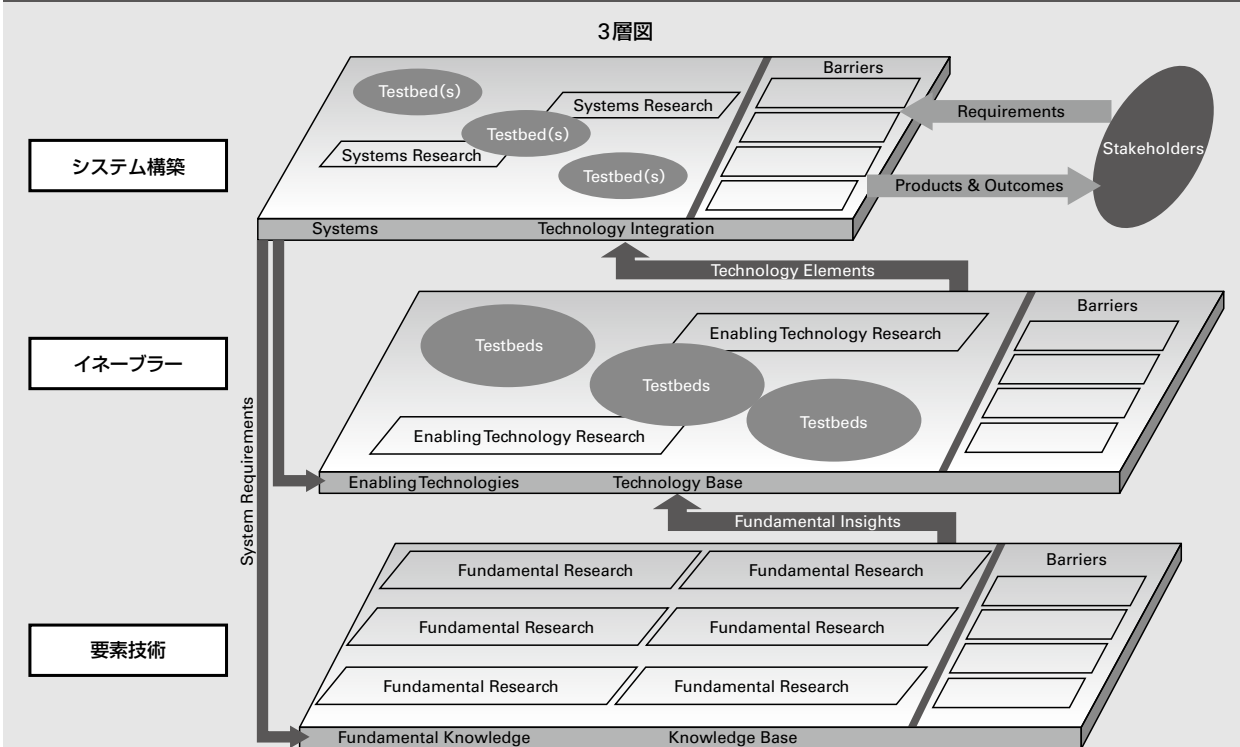 3層図
Barriers
Testbed(s)
Systems Research
Requirements
Testbed(s)
Stakeholders
システム構築
Systems Research
Testbed(s)
Products & Outcomes
Systems
Technology Integration
Technology Elements
Barriers
Enabling Technology Research
Testbeds
イネーブラー
Testbeds
Testbeds
Enabling Technology Research
System Requirements
Enabling Technologies
Technology Base
Fundamental Insights
Barriers
Fundamental Research
Fundamental Research
Fundamental Research
Fundamental Research
要素技術
Fundamental Research
Fundamental Research
Fundamental Knowledge
Knowledge Base